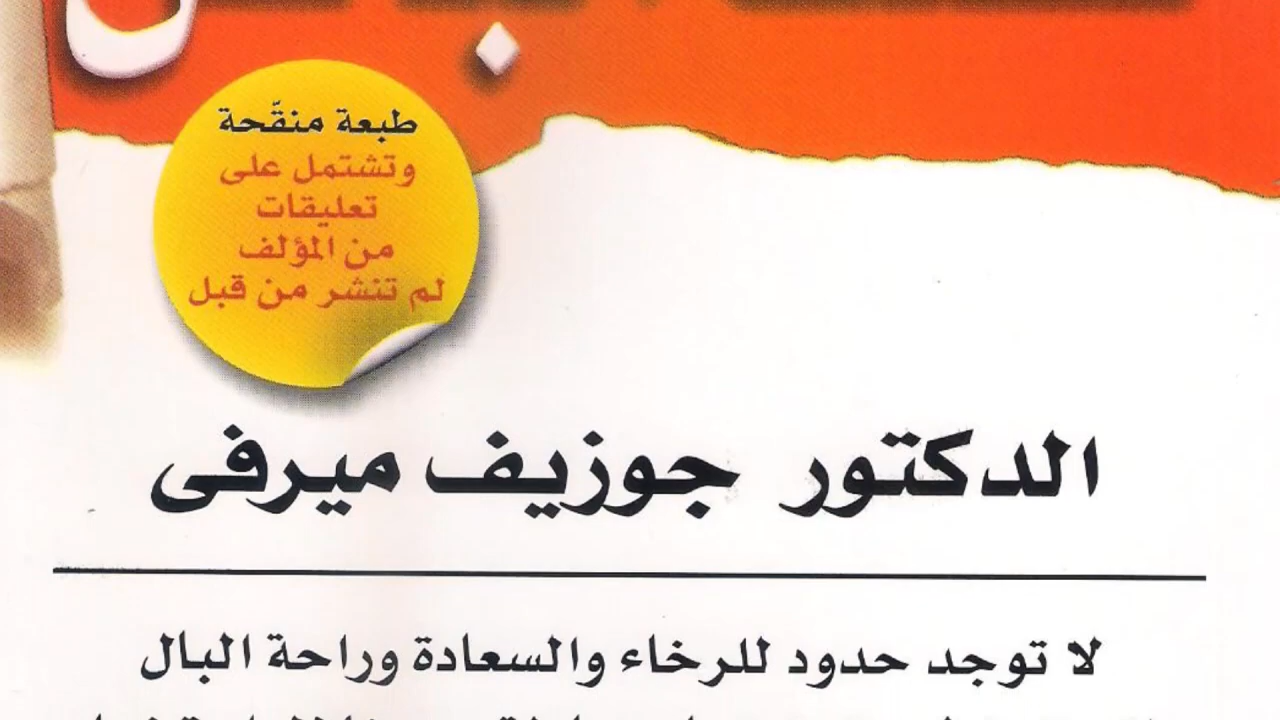 طبعة منقّحة
وتشتمل على
تعليقات
من المؤلف
لم تنشر من قبل
الدكتور جوزيف ميرفى
لا توجد حدود للرخاء والسعادة وراحة البال